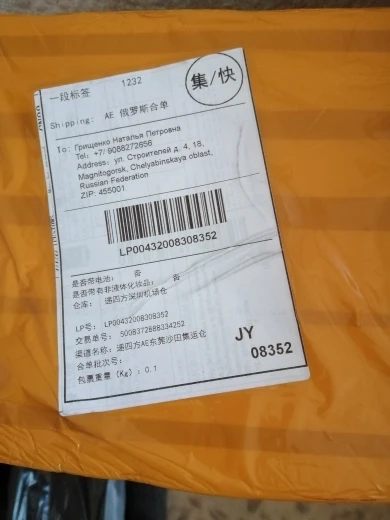 一段标签 1232
集/快
Shipping: AE 俄罗斯合单
To: Грищенко Наталья Петровна
Tel: +7/ 9088272656
Address: ул. Строителей д. 4, 18,
Magnitogorsk, Chelyabinskaya oblast,
Russian Federation
ZIP: 455001
LP00432008308352
是否带电池: 否
是否带有非液体化妆品: 否
仓库: 递四方深圳机场仓
LP号: LP00432008308352
交易单号: 5008372888334252
渠道名称: 递四方AE东莞沙田集运仓
合单批次号:
包裹重量(Kg): 0.1
JY
08352